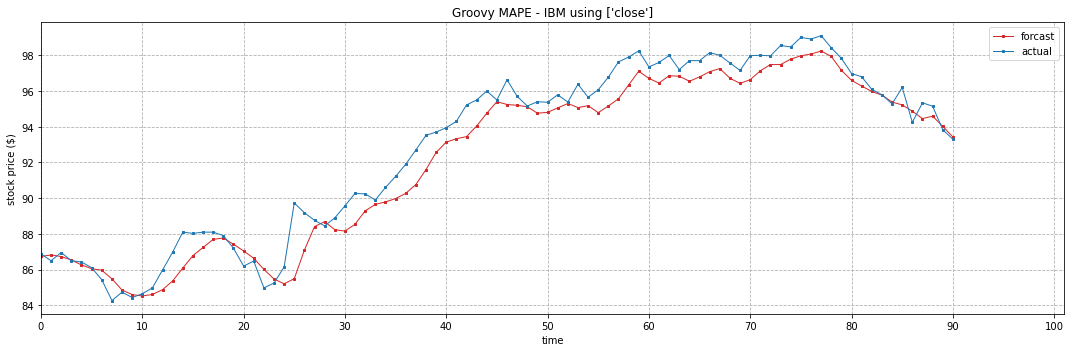 Groovy MAPE - IBM using ['close']
forcast
actual
stock price ($)
98
96
94
92
90
88
86
84
0 10 20 30 40 50 60 70 80 90 100
time